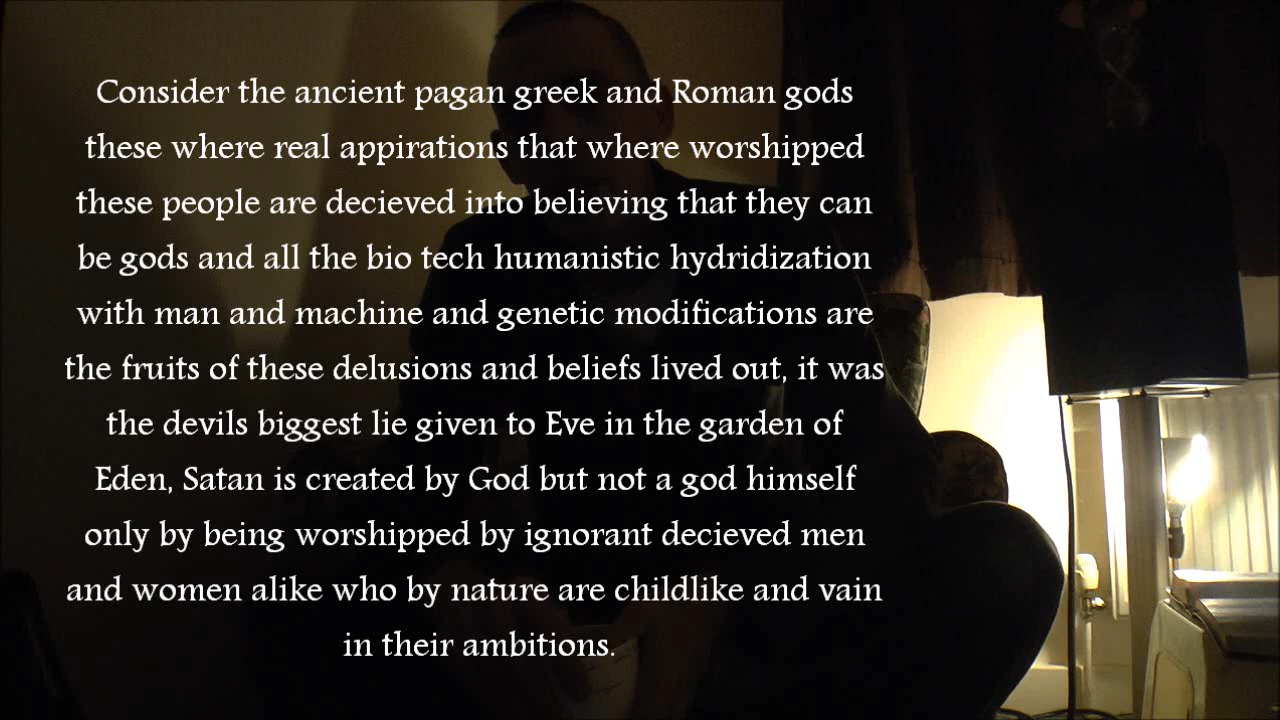 Consider the ancient pagan greek and Roman gods
these where real appirations that where worshipped
these people are decieved into believing that they can
be gods and all the bio tech humanistic hydridization
with man and machine and genetic modifications are
the fruits of these delusions and beliefs lived out, it was
the devils biggest lie given to Eve in the garden of
Eden, Satan is created by God but not a god himself
only by being worshipped by ignorant decieved men
and women alike who by nature are childlike and vain
in their ambitions.